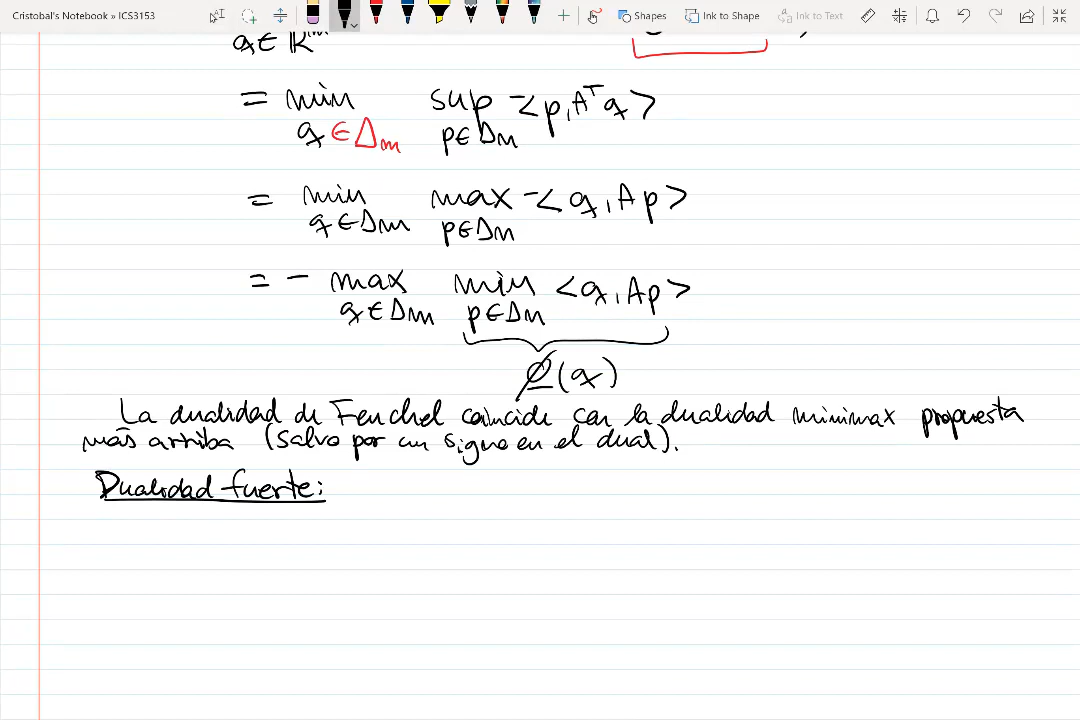 Cristobal's Notebook » ICS3153
Shapes Ink to Shape Ink to Text
q ∈ ℝᵐ
= min sup -<p, Aᵀq>
q ∈ Δm p ∈ Δn
= min max -<q, Ap>
q ∈ Δm p ∈ Δn
= - max min <q, Ap>
q ∈ Δm p ∈ Δn
(q)
La dualidad de Fenchel coincide con la dualidad minimax propuesta
más arriba (salvo por un signo en el dual).
Dualidad fuerte: